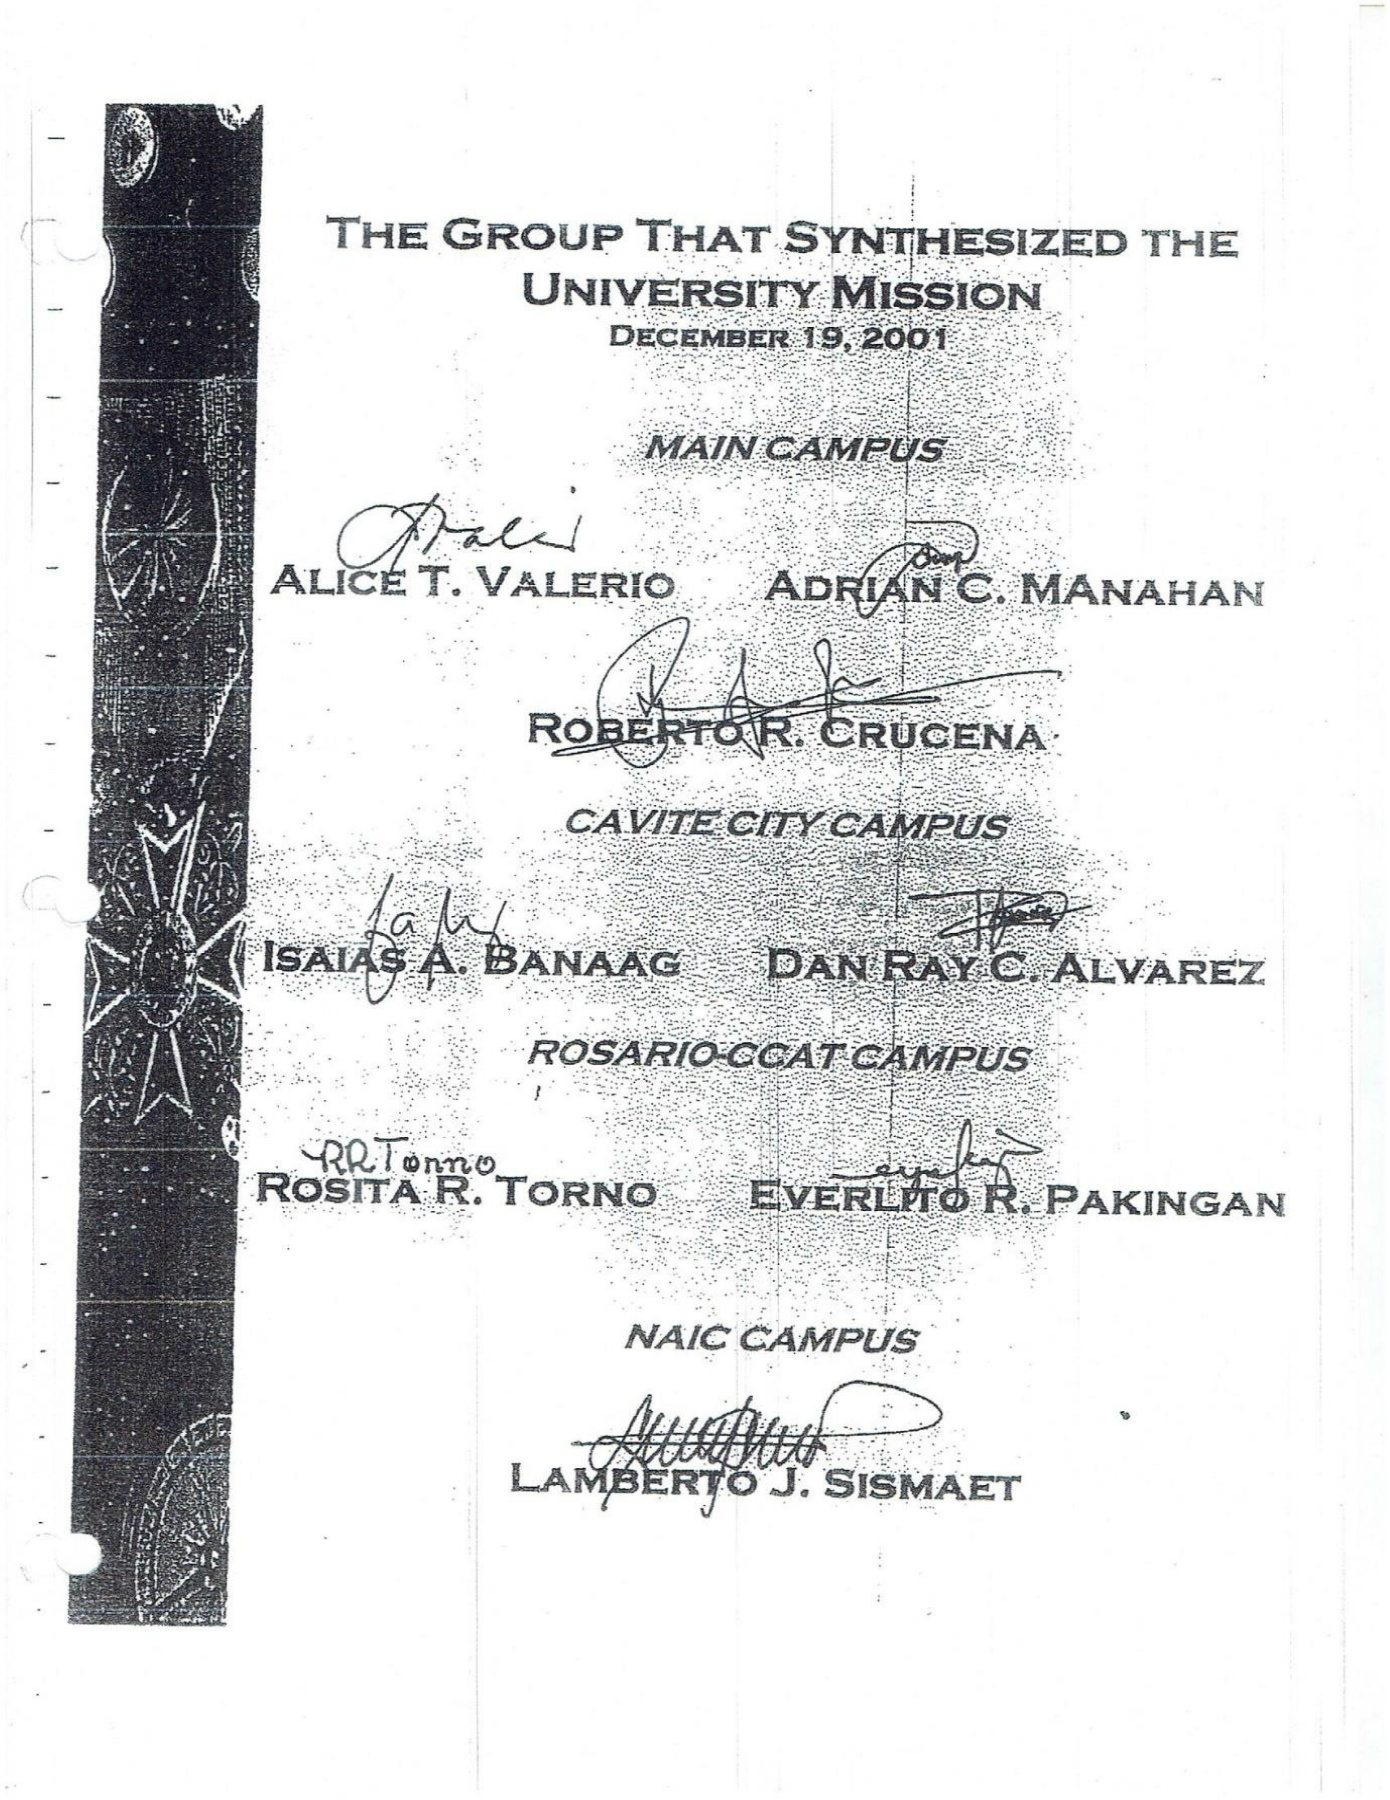 THE GROUP THAT SYNTHESIZED THE
UNIVERSITY MISSION
DECEMBER 19, 2001
MAIN CAMPUS
ALICE T. VALERIO ADRIAN C. MANAHAN
ROBERTO R. CRUCENA
CAVITE CITY CAMPUS
ISAIAS A. BANAAG DAN RAY C. ALVAREZ
ROSARIO-CCAT CAMPUS
RRTorno
ROSITA R. TORNO EVERLITO R. PAKINGAN
NAIC CAMPUS
LAMBERTO J. SISMAET